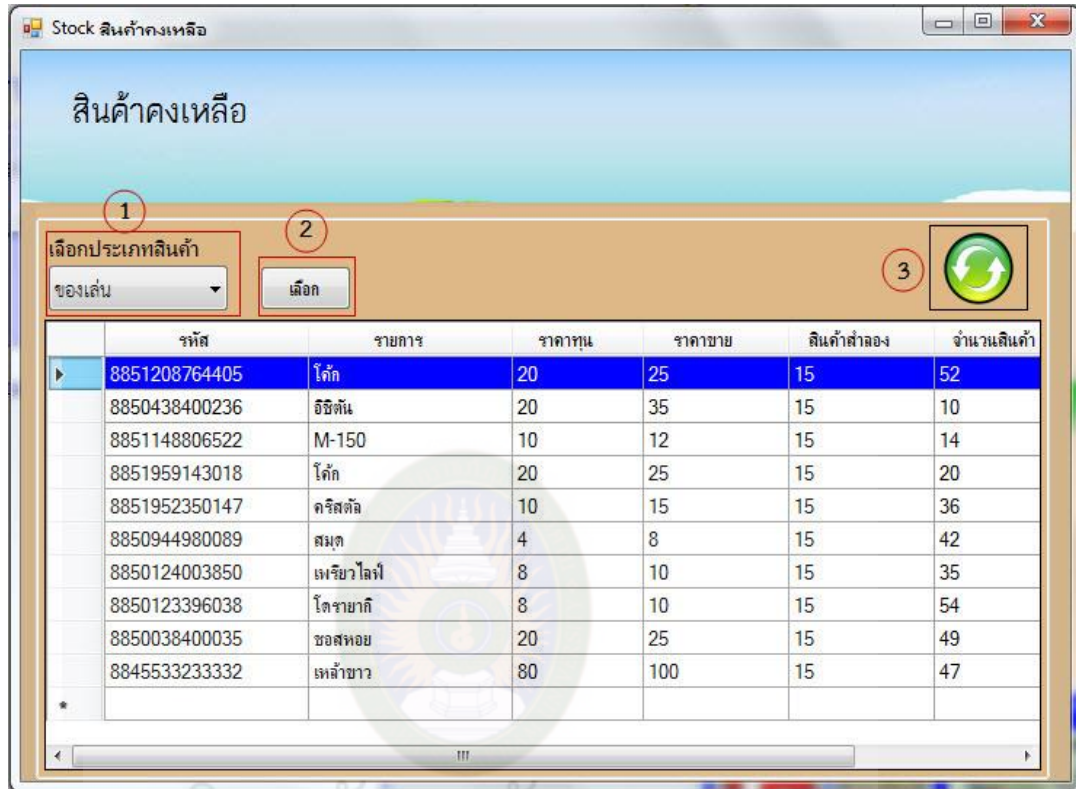 Stock สินค้าคงเหลือ
สินค้าคงเหลือ
1
2
3
เลือกประเภทสินค้า
ของเล่น
เลือก
รหัส รายการ ราคาทุน ราคาขาย สินค้าสำลอง จำนวนสินค้า
8851208764405 โค้ก 20 25 15 52
8850438400236 อิชิตัน 20 35 15 10
8851148806522 M-150 10 12 15 14
8851959143018 โค้ก 20 25 15 20
8851952350147 คริสตัล 10 15 15 36
8850944980089 สมุด 4 8 15 42
8850124003850 เพรียวไลฟ์ 8 10 15 35
8850123396038 โดรายากิ 8 10 15 54
8850038400035 ซอสหอย 20 25 15 49
8845533233332 เหล้าขาว 80 100 15 47